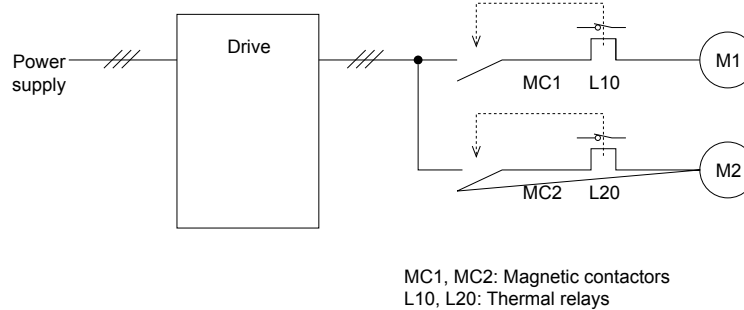 Power
supply
Drive
MC1
L10
M1
MC2
L20
M2
MC1, MC2: Magnetic contactors
L10, L20: Thermal relays